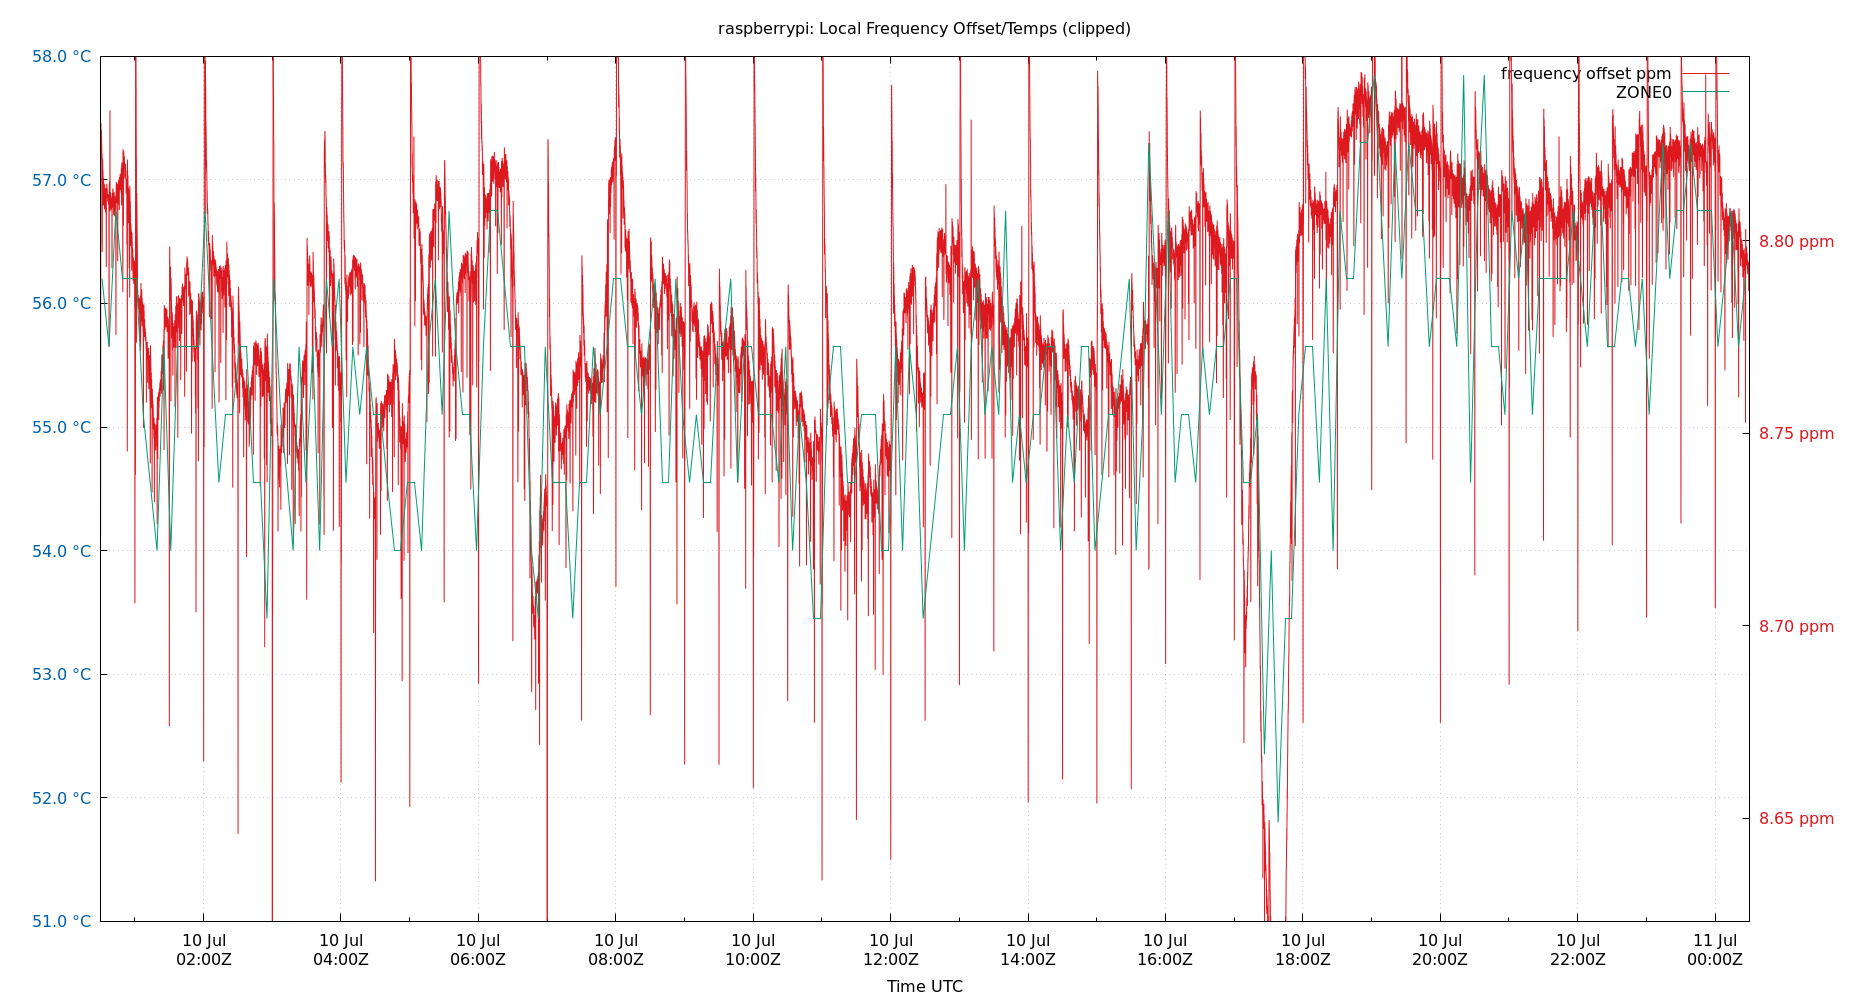 raspberrypi: Local Frequency Offset/Temps (clipped)
58.0 °C
57.0 °C
56.0 °C
55.0 °C
54.0 °C
53.0 °C
52.0 °C
51.0 °C
frequency offset ppm
ZONE0
8.80 ppm
8.75 ppm
8.70 ppm
8.65 ppm
10 Jul 10 Jul 10 Jul 10 Jul 10 Jul 10 Jul 10 Jul 10 Jul 10 Jul 10 Jul 10 Jul 11 Jul
02:00Z 04:00Z 06:00Z 08:00Z 10:00Z 12:00Z 14:00Z 16:00Z 18:00Z 20:00Z 22:00Z 00:00Z
Time UTC